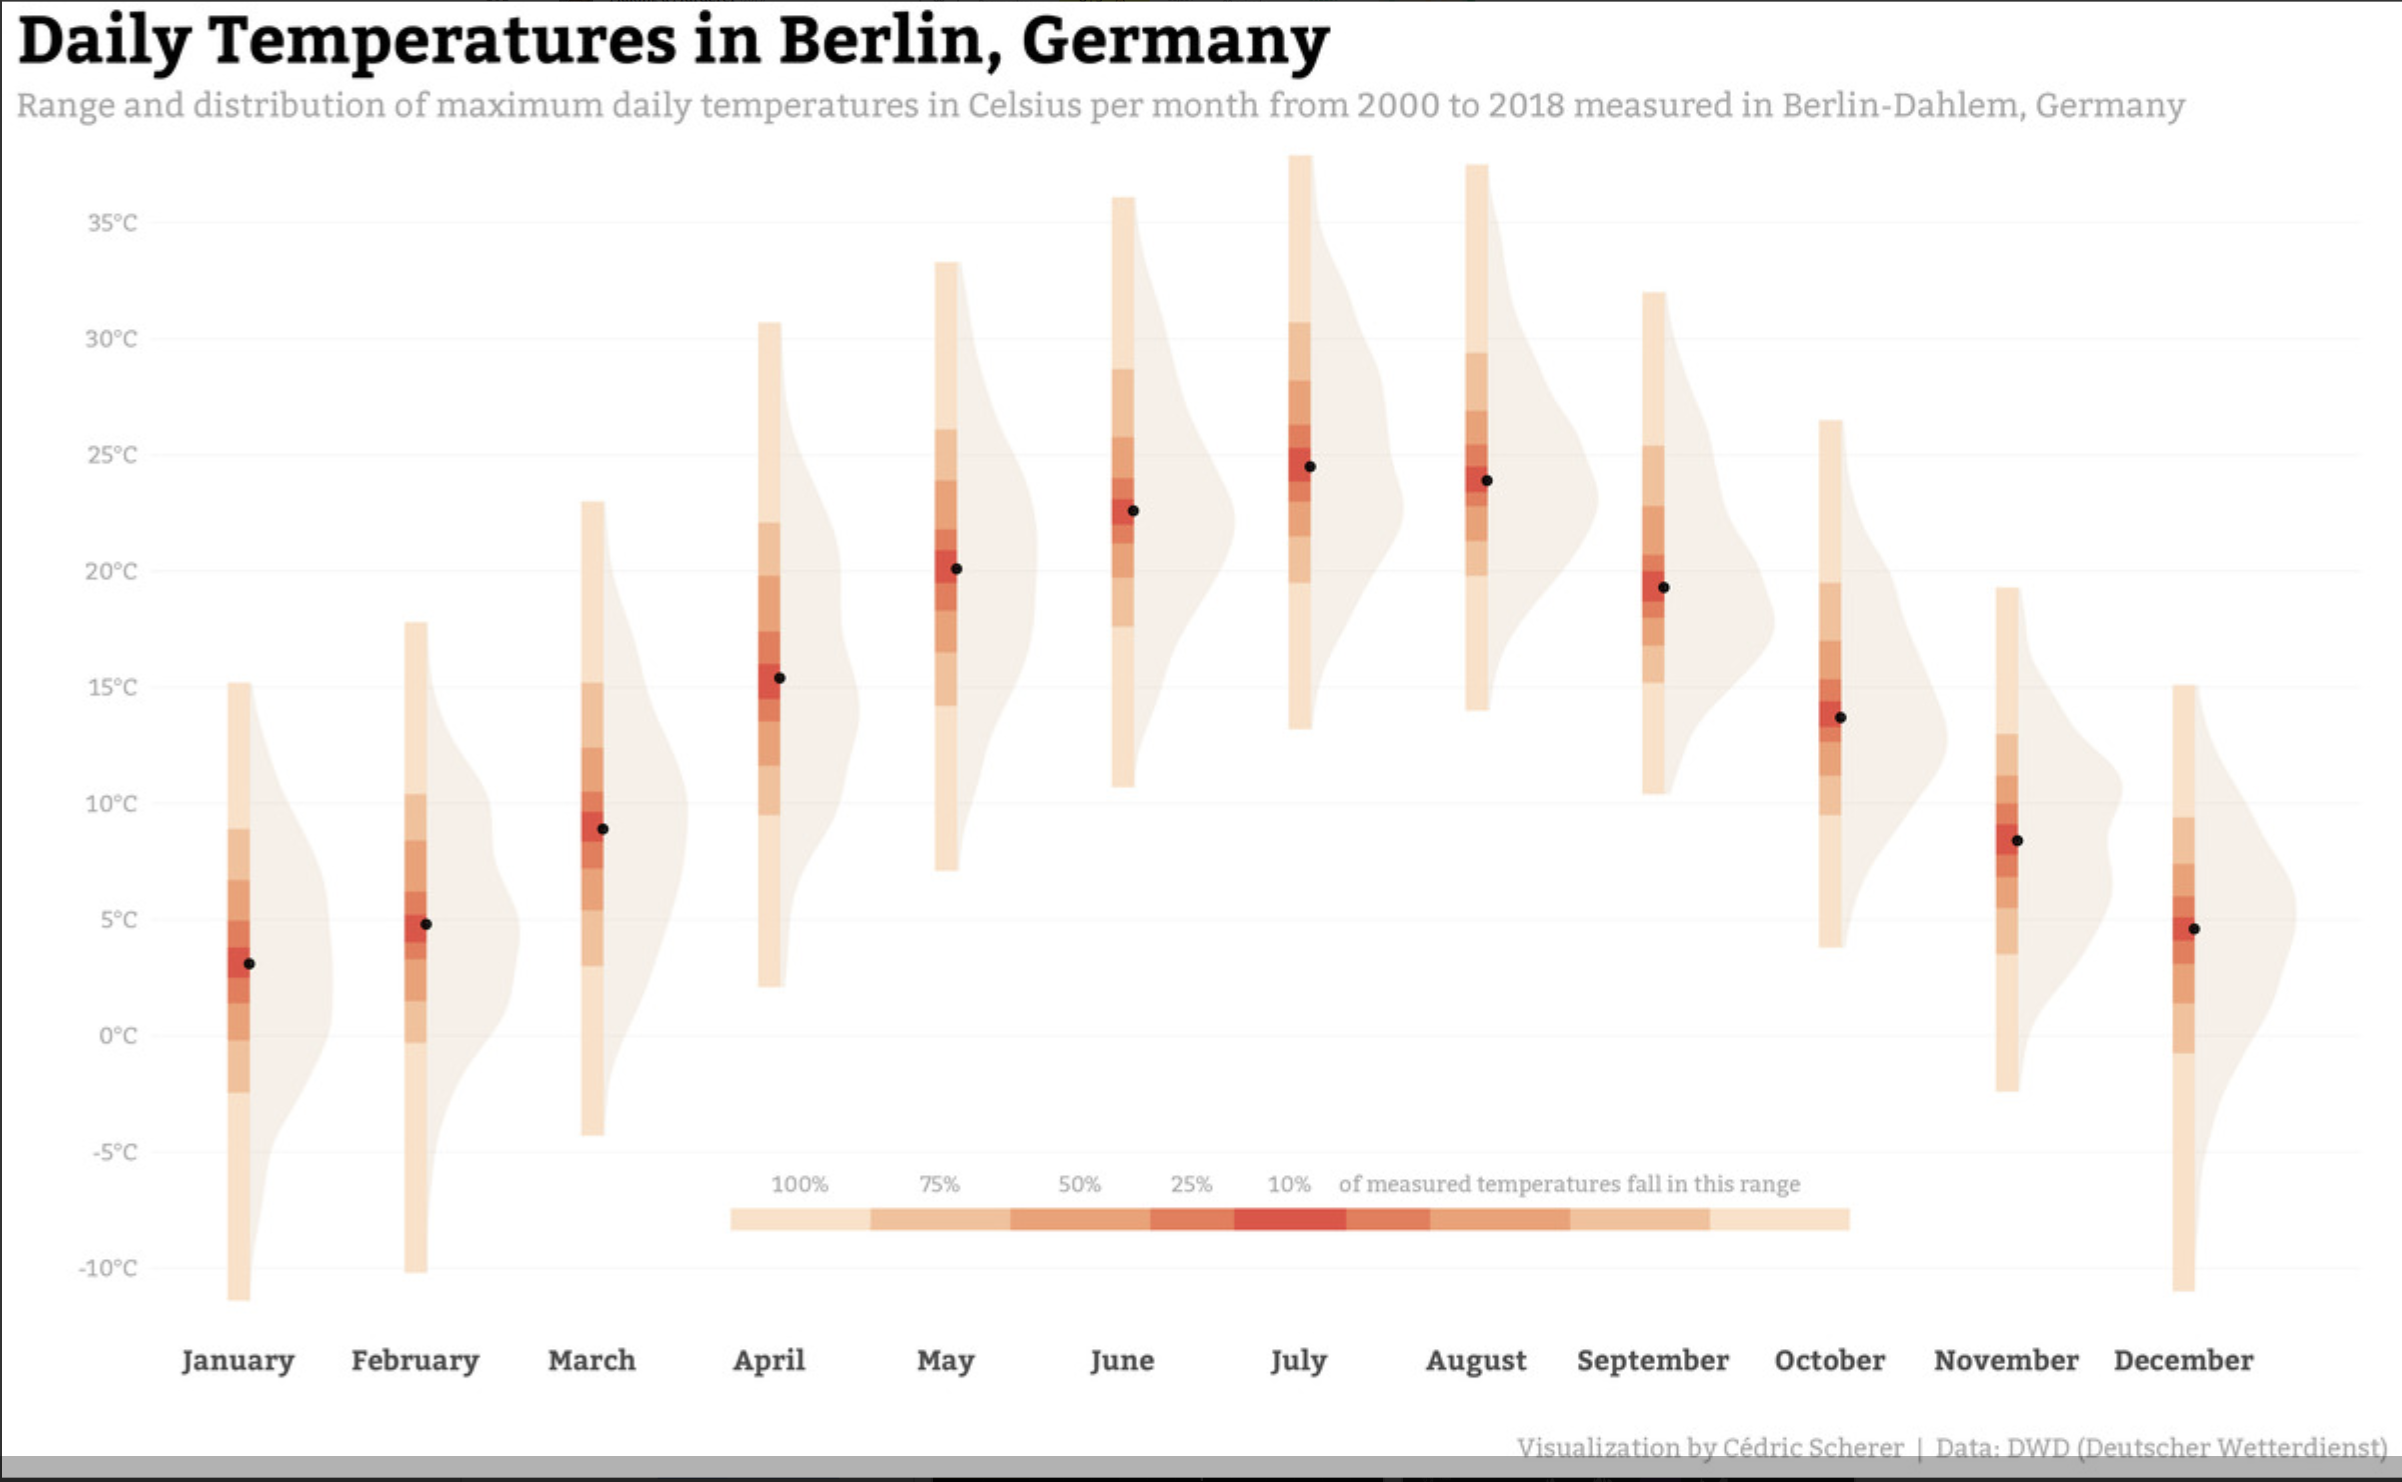 Daily Temperatures in Berlin, Germany
Range and distribution of maximum daily temperatures in Celsius per month from 2000 to 2018 measured in Berlin-Dahlem, Germany
35°C
30°C
25°C
20°C
15°C
10°C
5°C
0°C
-5°C
-10°C
100% 75% 50% 25% 10% of measured temperatures fall in this range
January February March April May June July August September October November December
Visualization by Cédric Scherer | Data: DWD (Deutscher Wetterdienst)